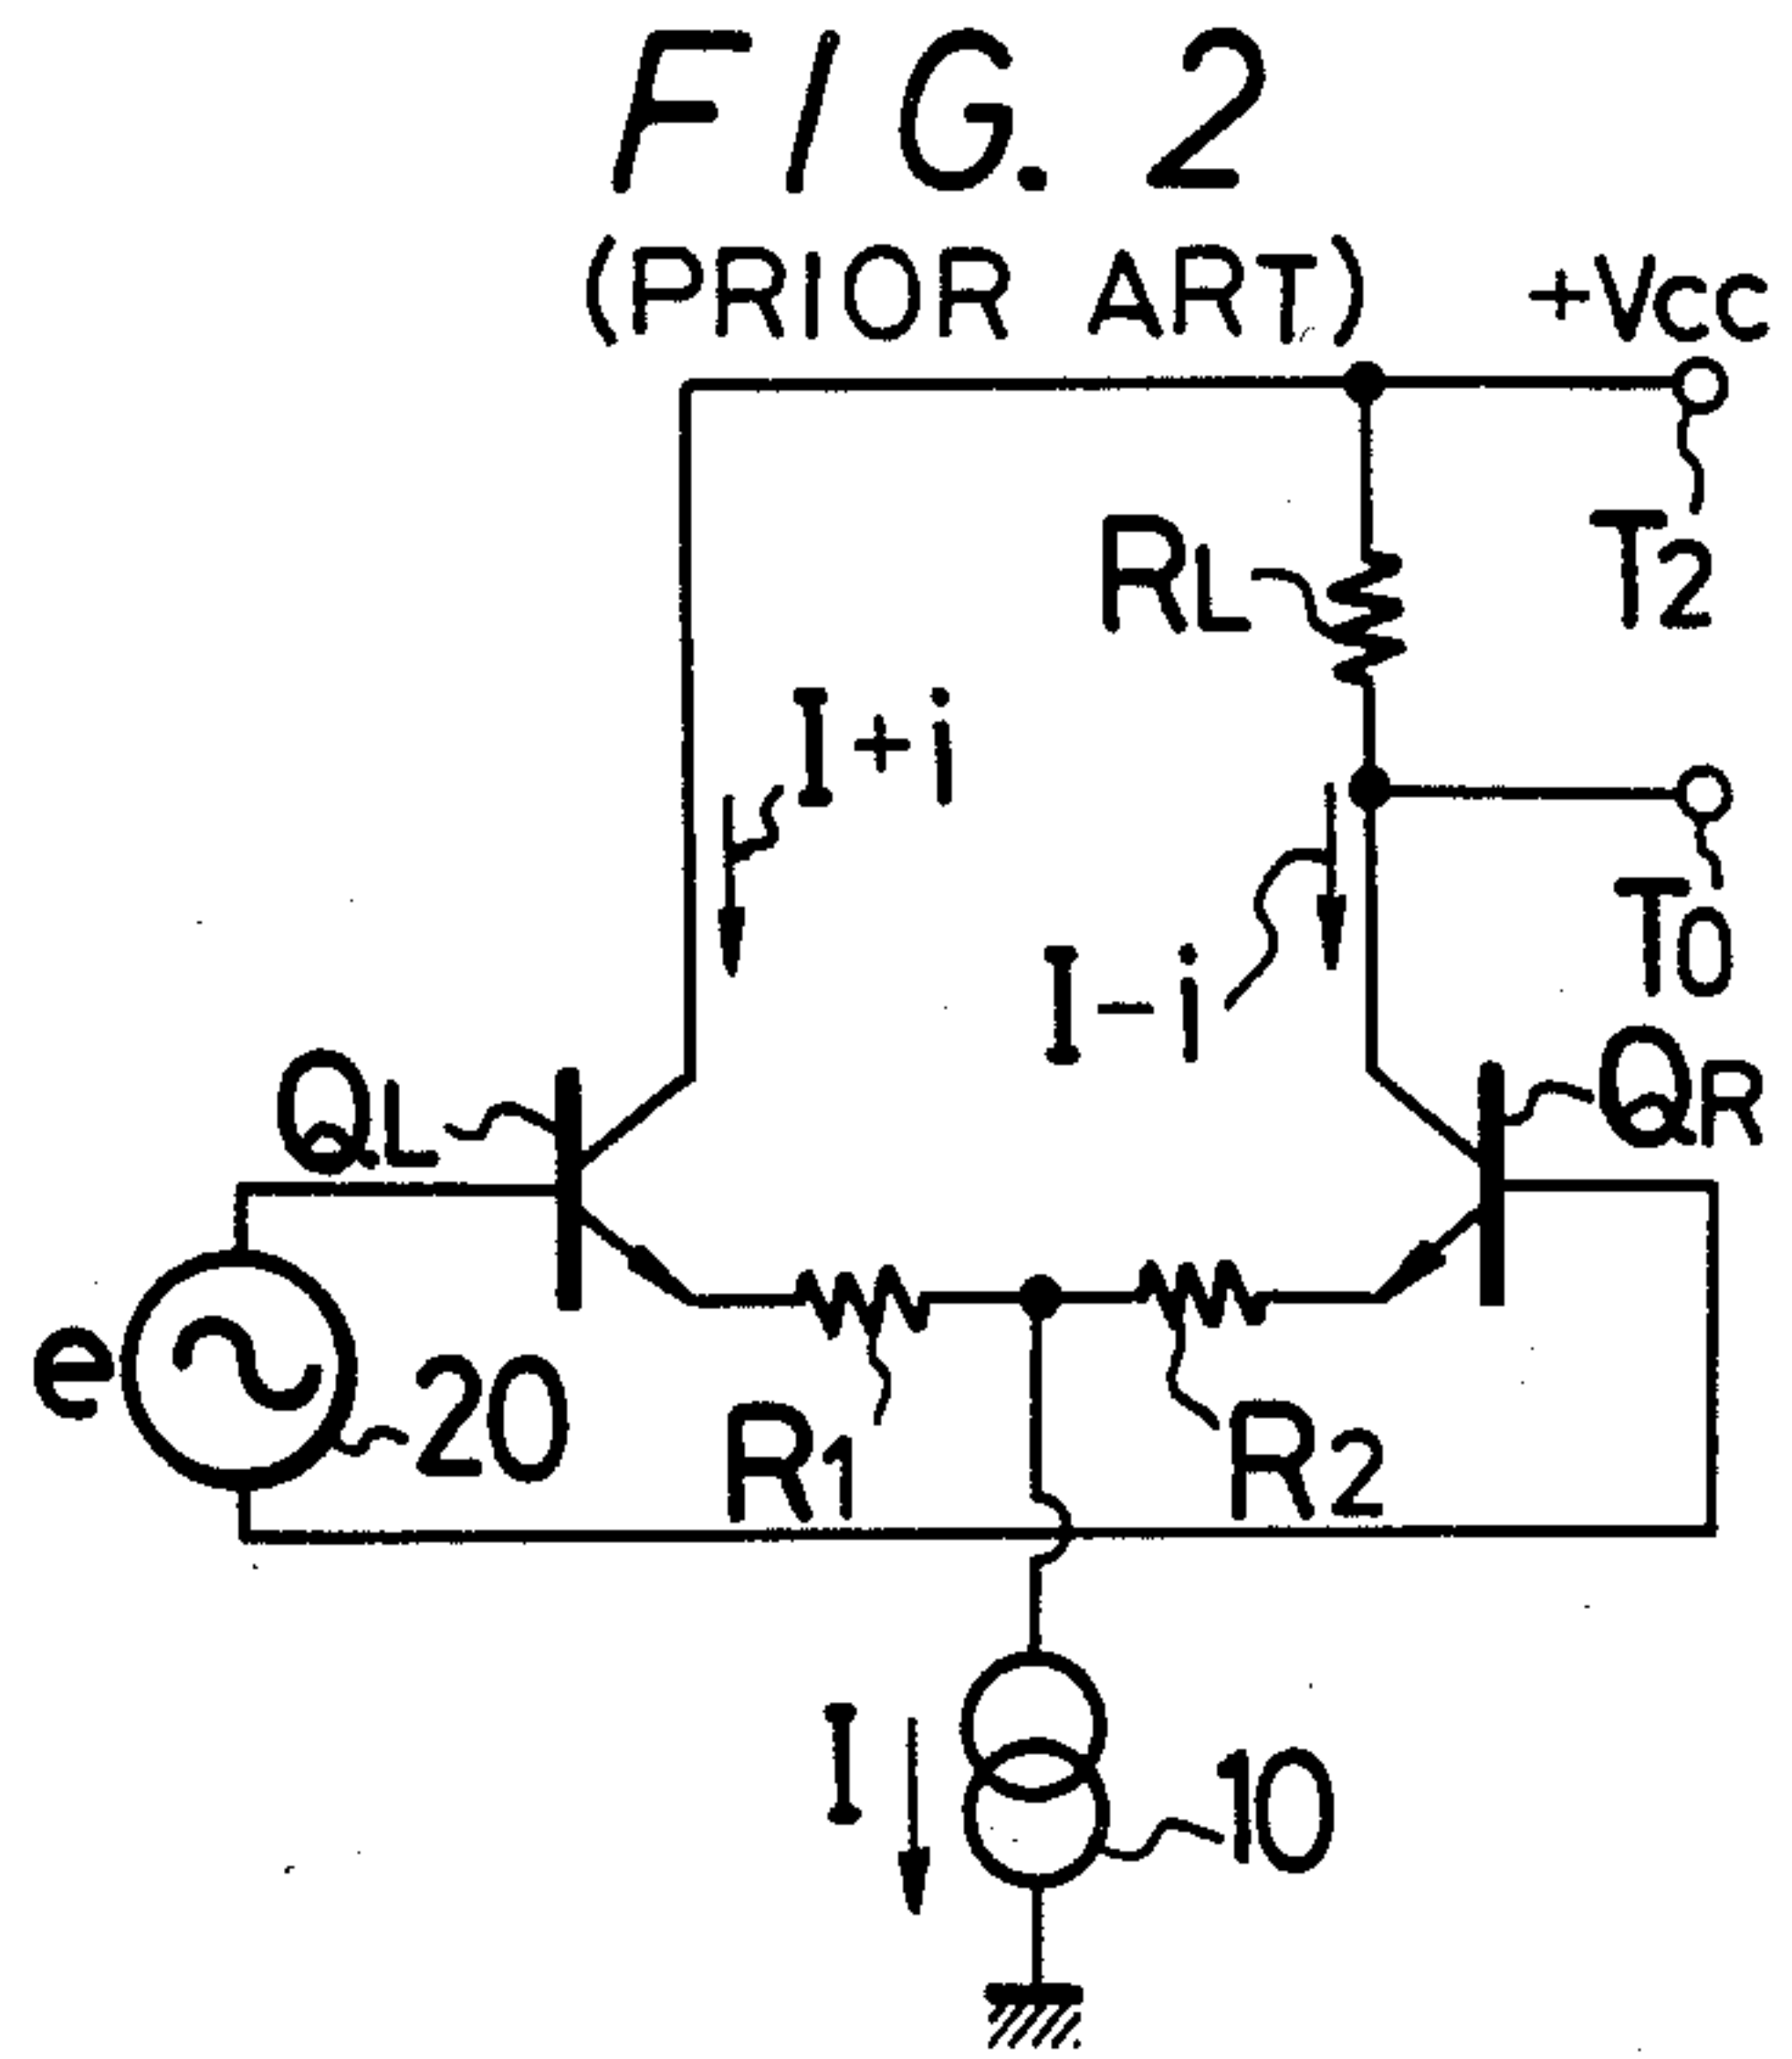 FIG. 2
(PRIOR ART)
+Vcc
T2
RL
I+i
T0
I-i
QL
QR
e
20
R1
R2
I
10